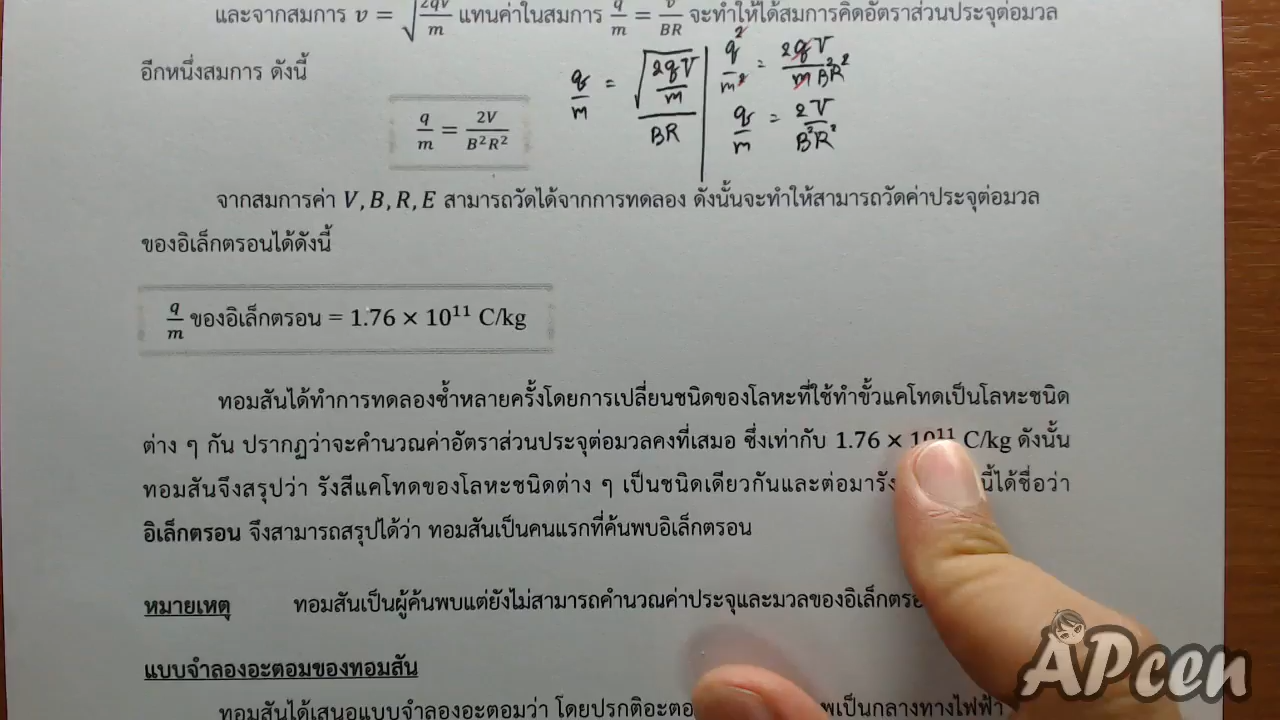 และจากสมการ v = √(2qV/m) แทนค่าในสมการ q/m = v/BR จะทำให้ได้สมการคิดอัตราส่วนประจุต่อมวล
อีกหนึ่งสมการ ดังนี้
q/m = √(2qV/m) / BR
q²/m² = 2qV / mB²R²
q/m = 2V / B²R²
q/m = 2V / B²R²
จากสมการค่า V, B, R, E สามารถวัดได้จากการทดลอง ดังนั้นจะทำให้สามารถวัดค่าประจุต่อมวล
ของอิเล็กตรอนได้ดังนี้
q/m ของอิเล็กตรอน = 1.76 × 10¹¹ C/kg
ทอมสันได้ทำการทดลองซ้ำหลายครั้งโดยการเปลี่ยนชนิดของโลหะที่ใช้ทำขั้วแคโทดเป็นโลหะชนิด
ต่าง ๆ กัน ปรากฏว่าจะคำนวณค่าอัตราส่วนประจุต่อมวลคงที่เสมอ ซึ่งเท่ากับ 1.76 × 10¹¹ C/kg ดังนั้น
ทอมสันจึงสรุปว่า รังสีแคโทดของโลหะชนิดต่าง ๆ เป็นชนิดเดียวกันและต่อมารัง นี้ได้ชื่อว่า
อิเล็กตรอน จึงสามารถสรุปได้ว่า ทอมสันเป็นคนแรกที่ค้นพบอิเล็กตรอน
หมายเหตุ ทอมสันเป็นผู้ค้นพบแต่ยังไม่สามารถคำนวณค่าประจุและมวลของอิเล็กตร
แบบจำลองอะตอมของทอมสัน
ทอมสันได้เสนอแบบจำลองอะตอมว่า โดยปรกติอะตอ พเป็นกลางทางไฟฟ้า
APcen